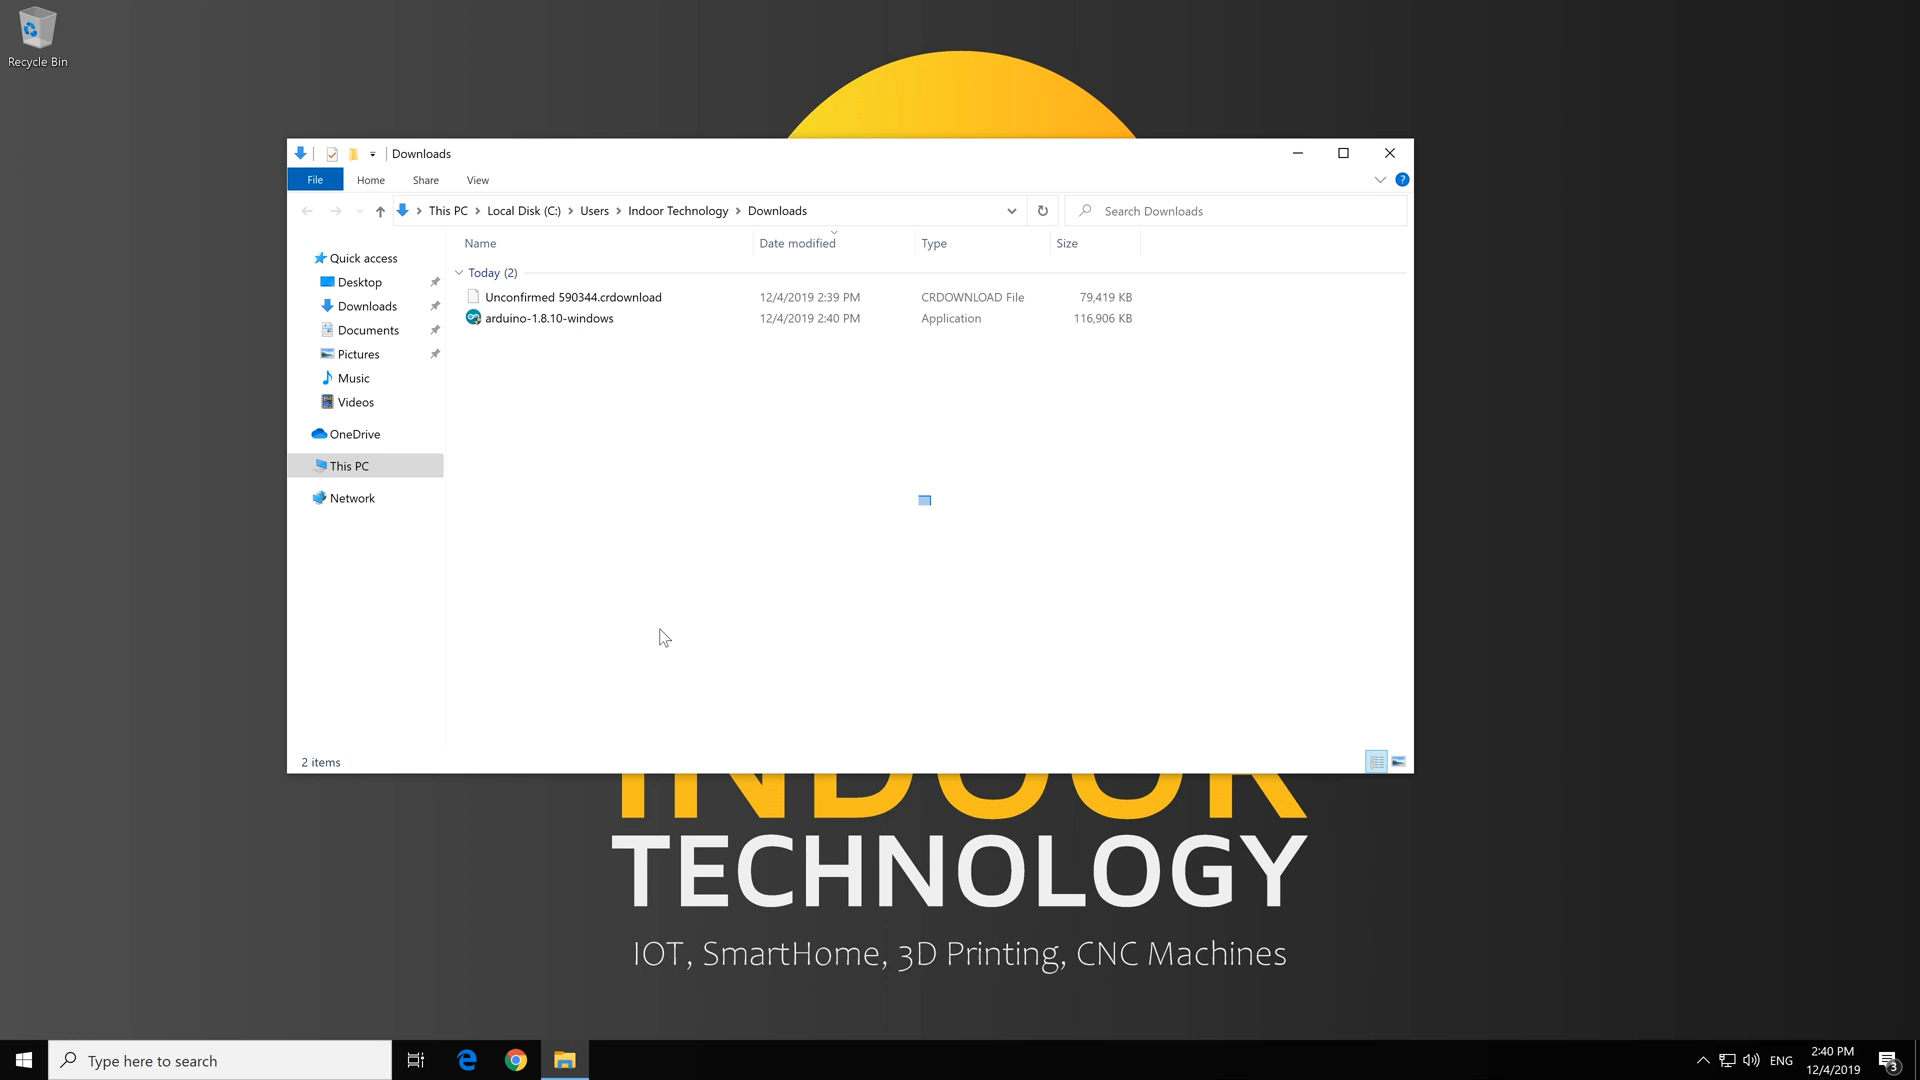 Recycle Bin
Downloads
File Home Share View
This PC Local Disk (C:) Users Indoor Technology Downloads
Search Downloads
Name Date modified Type Size
Today (2)
Unconfirmed 590344.crdownload 12/4/2019 2:39 PM CRDOWNLOAD File 79,419 KB
arduino-1.8.10-windows 12/4/2019 2:40 PM Application 116,906 KB
Quick access
Desktop
Downloads
Documents
Pictures
Music
Videos
OneDrive
This PC
Network
2 items
INDOOR
TECHNOLOGY
IOT, SmartHome, 3D Printing, CNC Machines
Type here to search
ENG
2:40 PM
12/4/2019
3